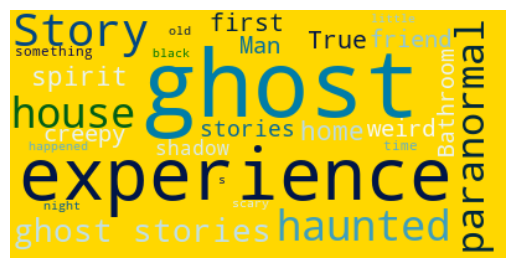 Story
old
first
little
something
black
Man
True
friend
spirit
ghost
Bathroom
paranormal
house
stories
home
weird
creepy
happened
shadow
time
experience
s
night
scary
ghost stories
haunted